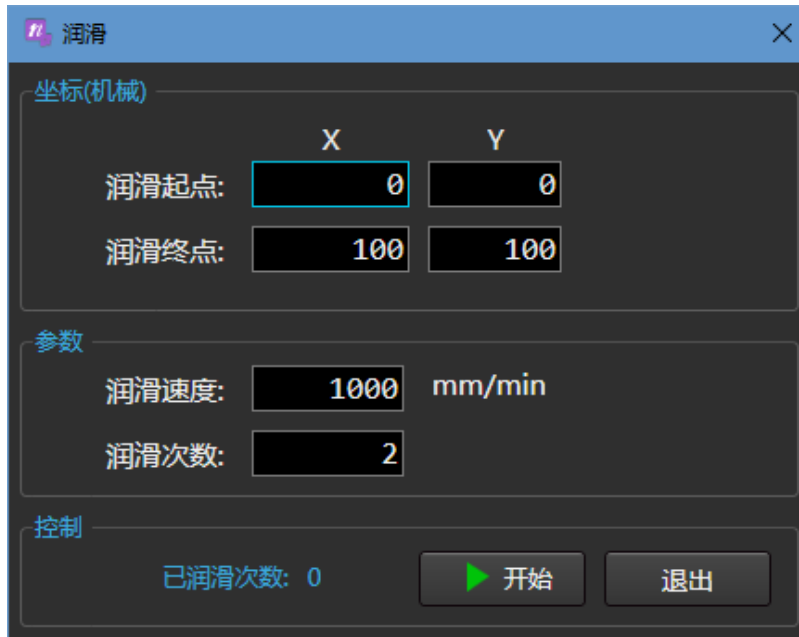 润滑
坐标(机械)
X Y
润滑起点: 0 0
润滑终点: 100 100
参数
润滑速度: 1000 mm/min
润滑次数: 2
控制
已润滑次数: 0 开始 退出